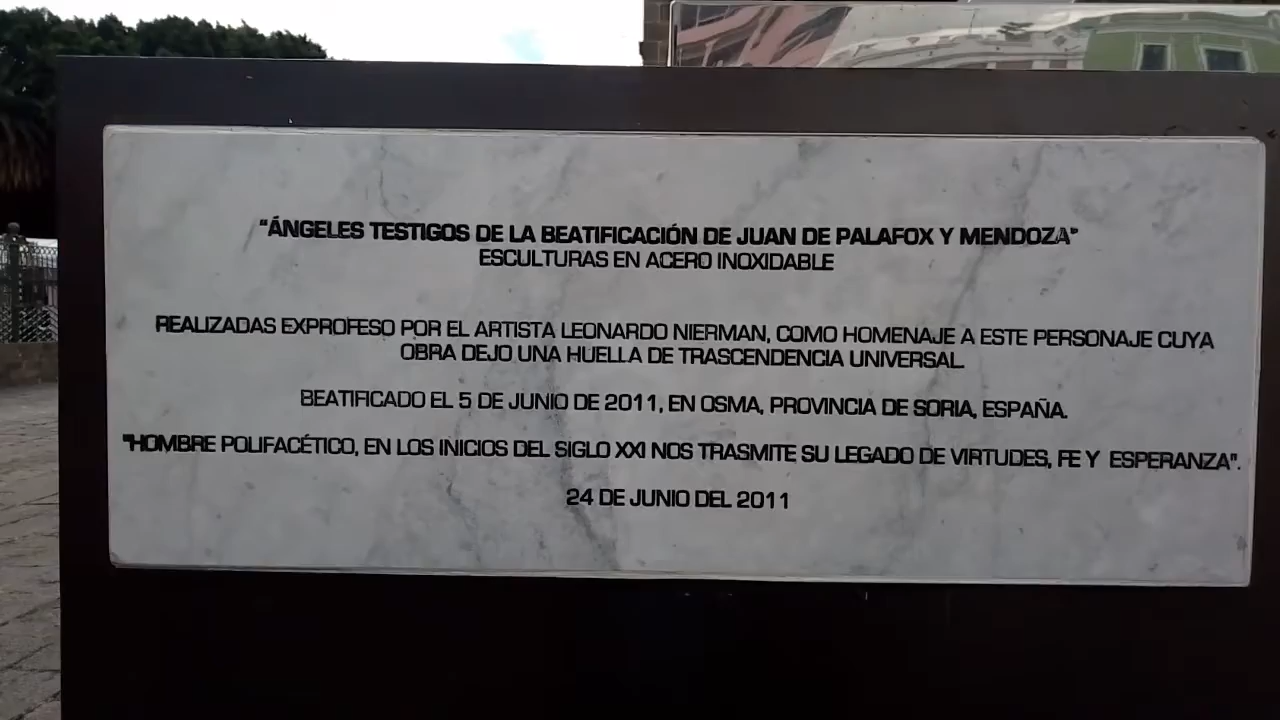 "ÁNGELES TESTIGOS DE LA BEATIFICACIÓN DE JUAN DE PALAFOX Y MENDOZA"
ESCULTURAS EN ACERO INOXIDABLE
REALIZADAS EXPROFESO POR EL ARTISTA LEONARDO NIERMAN, COMO HOMENAJE A ESTE PERSONAJE CUYA
OBRA DEJO UNA HUELLA DE TRASCENDENCIA UNIVERSAL.
BEATIFICADO EL 5 DE JUNIO DE 2011, EN OSMA, PROVINCIA DE SORIA, ESPAÑA.
"HOMBRE POLIFACÉTICO, EN LOS INICIOS DEL SIGLO XXI NOS TRASMITE SU LEGADO DE VIRTUDES, FE Y ESPERANZA".
24 DE JUNIO DEL 2011